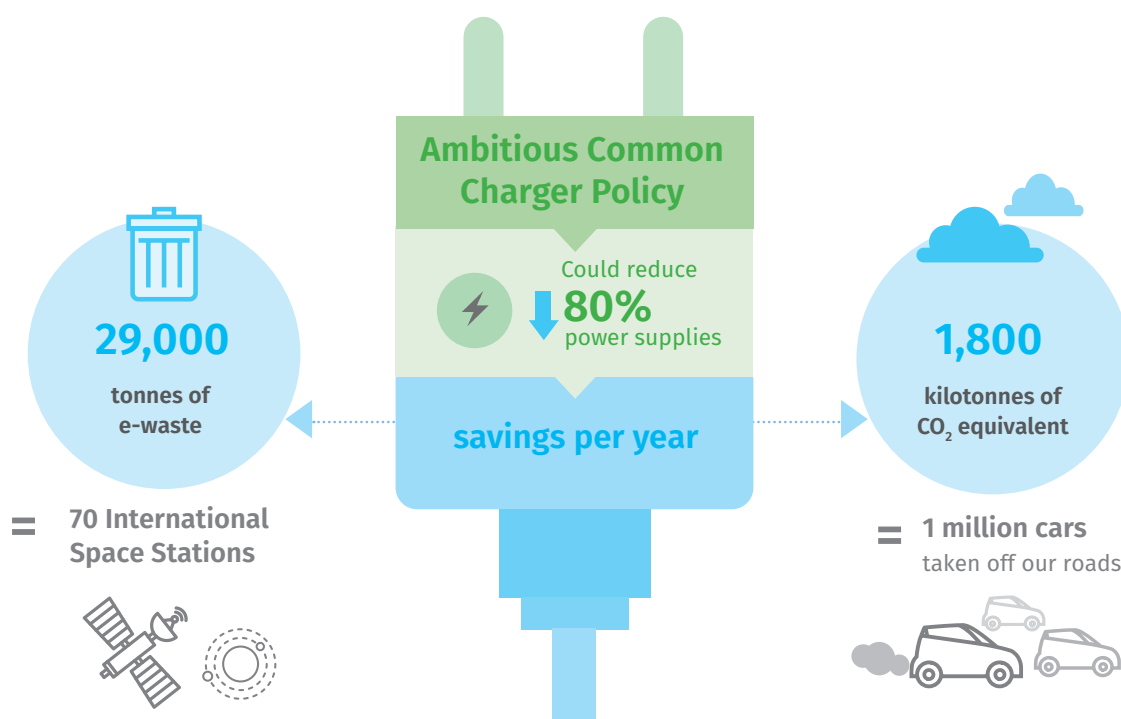 Ambitious Common
Charger Policy
Could reduce
80%
power supplies
savings per year
29,000
tonnes of
e-waste
= 70 International
Space Stations
1,800
kilotonnes of
CO₂ equivalent
= 1 million cars
taken off our roads